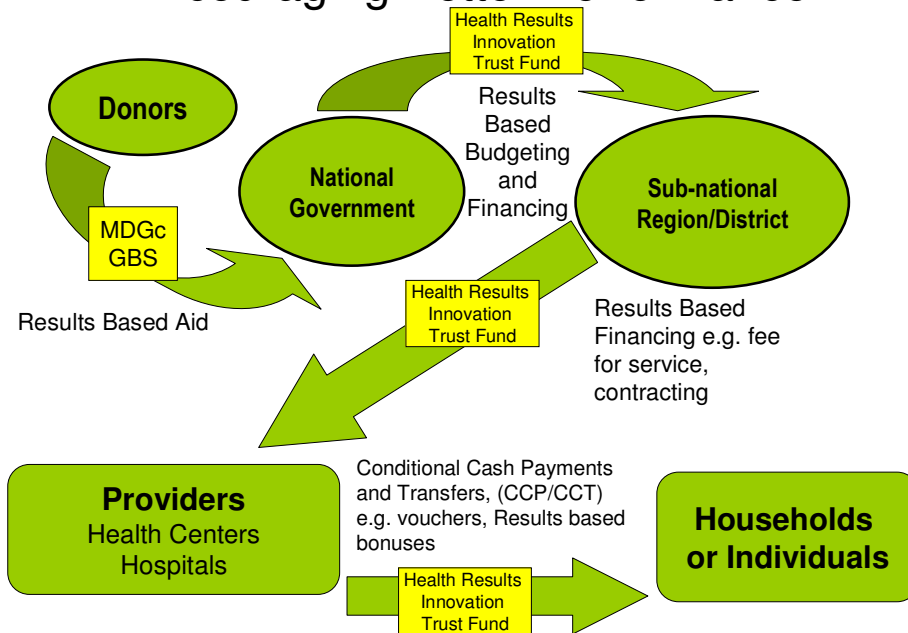 Health Results
Innovation
Trust Fund
Donors
Results
Based
Budgeting
and
Financing
National
Government
Sub-national
Region/District
MDGc
GBS
Results Based Aid
Health Results
Innovation
Trust Fund
Results Based
Financing e.g. fee
for service,
contracting
Providers
Health Centers
Hospitals
Conditional Cash Payments
and Transfers, (CCP/CCT)
e.g. vouchers, Results based
bonuses
Households
or Individuals
Health Results
Innovation
Trust Fund